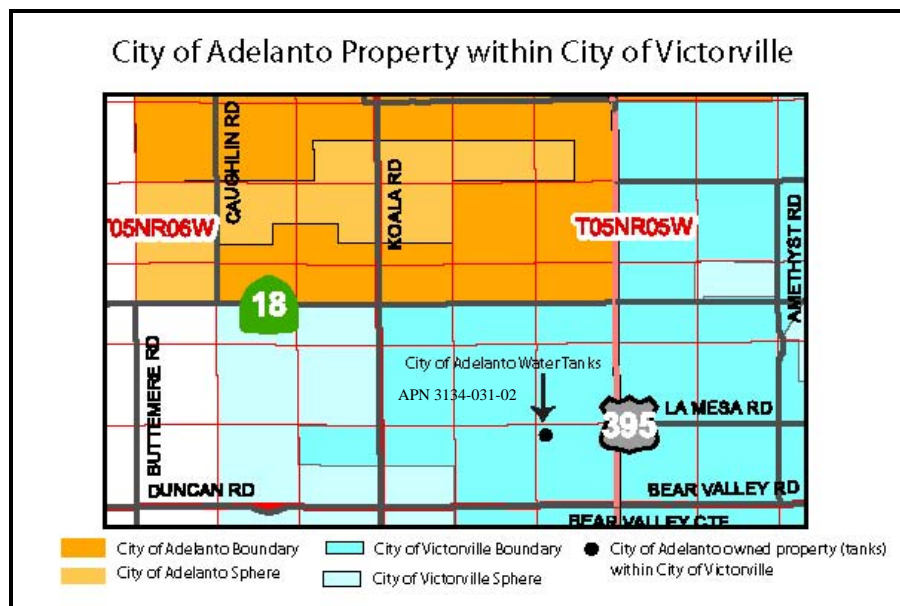 City of Adelanto Property within City of Victorville
CAUGHLIN RD
KOALA RD
AMETHYST RD
T05NR06W
T05NR05W
18
BUTTEMERE RD
City of Adelanto Water Tanks
APN 3134-031-02
395
LA MESA RD
DUNCAN RD
BEAR VALLEY RD
BEAR VALLEY CTE
City of Adelanto Boundary
City of Adelanto Sphere
City of Victorville Boundary
City of Victorville Sphere
City of Adelanto owned property (tanks)
within City of Victorville